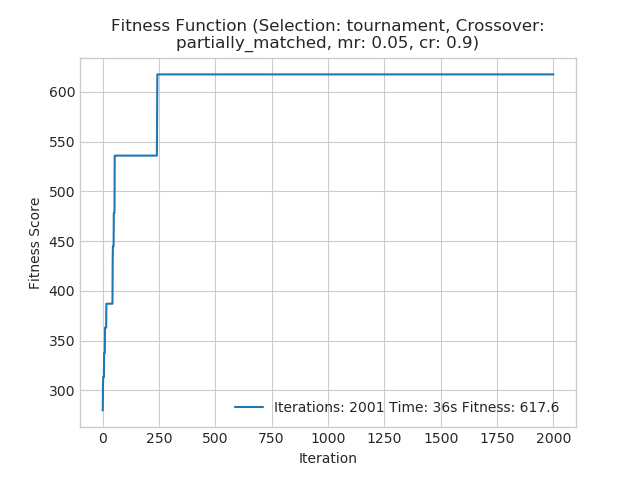 Fitness Function (Selection: tournament, Crossover:
partially_matched, mr: 0.05, cr: 0.9)
600
550
500
450
400
350
300
Fitness Score
Iterations: 2001 Time: 36s Fitness: 617.6
0 250 500 750 1000 1250 1500 1750 2000
Iteration